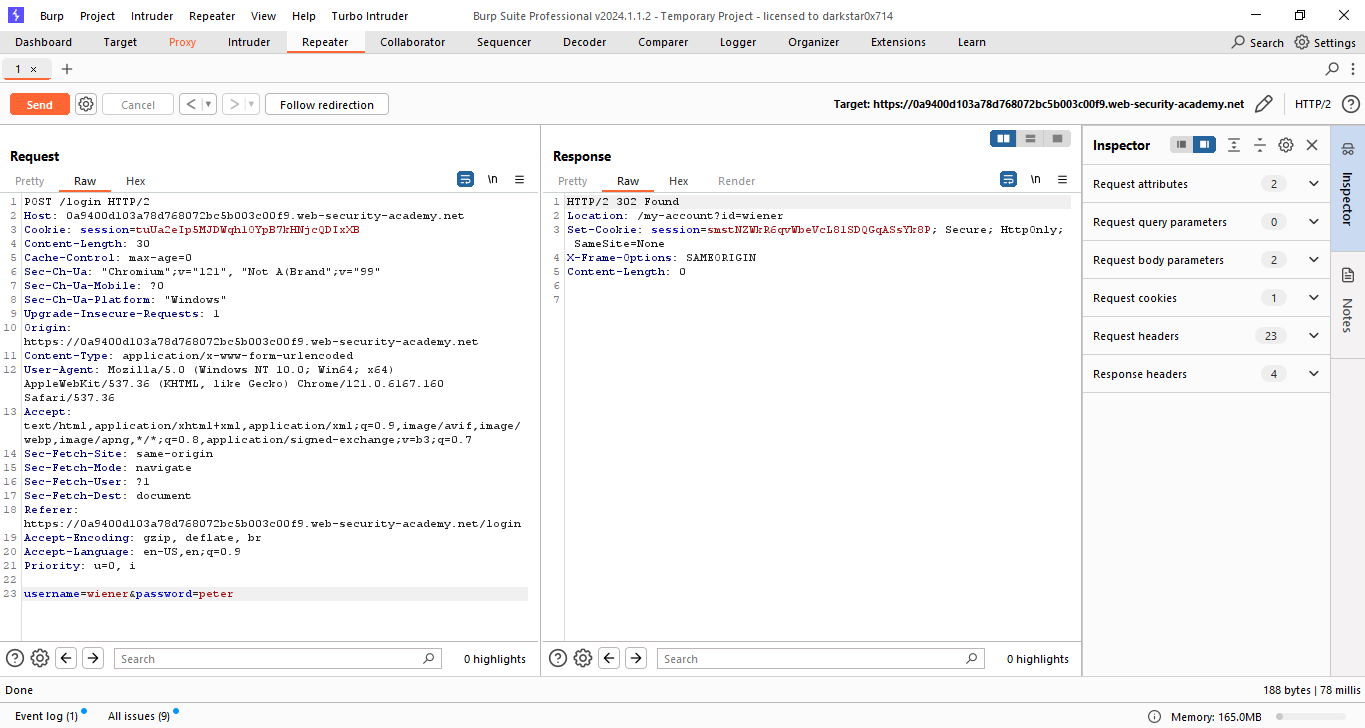 Burp Project Intruder Repeater View Help Turbo Intruder Burp Suite Professional v2024.1.1.2 - Temporary Project - licensed to darkstar0x714
Dashboard Target Proxy Intruder Repeater Collaborator Sequencer Decoder Comparer Logger Organizer Extensions Learn Search Settings
1 × +
Send Cancel < > Follow redirection Target: https://0a9400d103a78d768072bc5b003c00f9.web-security-academy.net HTTP/2
Request
Pretty Raw Hex \n
1 POST /login HTTP/2
2 Host: 0a9400d103a78d768072bc5b003c00f9.web-security-academy.net
3 Cookie: session=tuUa2eIp5MJDWqhl0YpB7kHNjcQDIxXB
4 Content-Length: 30
5 Cache-Control: max-age=0
6 Sec-Ch-Ua: "Chromium";v="121", "Not A(Brand";v="99"
7 Sec-Ch-Ua-Mobile: ?0
8 Sec-Ch-Ua-Platform: "Windows"
9 Upgrade-Insecure-Requests: 1
10 Origin:
https://0a9400d103a78d768072bc5b003c00f9.web-security-academy.net
11 Content-Type: application/x-www-form-urlencoded
12 User-Agent: Mozilla/5.0 (Windows NT 10.0; Win64; x64)
AppleWebKit/537.36 (KHTML, like Gecko) Chrome/121.0.6167.160
Safari/537.36
13 Accept:
text/html,application/xhtml+xml,application/xml;q=0.9,image/avif,image/
webp,image/apng,*/*;q=0.8,application/signed-exchange;v=b3;q=0.7
14 Sec-Fetch-Site: same-origin
15 Sec-Fetch-Mode: navigate
16 Sec-Fetch-User: ?1
17 Sec-Fetch-Dest: document
18 Referer:
https://0a9400d103a78d768072bc5b003c00f9.web-security-academy.net/login
19 Accept-Encoding: gzip, deflate, br
20 Accept-Language: en-US,en;q=0.9
21 Priority: u=0, i
22
23 username=wiener&password=peter
Search 0 highlights
Response
Pretty Raw Hex Render \n
1 HTTP/2 302 Found
2 Location: /my-account?id=wiener
3 Set-Cookie: session=smstNZWkR6qvWbeVcL8lSDQGqASsYk8P; Secure; HttpOnly;
SameSite=None
4 X-Frame-Options: SAMEORIGIN
5 Content-Length: 0
6
7
Search 0 highlights
Inspector
Request attributes 2
Request query parameters 0
Request body parameters 2
Request cookies 1
Request headers 23
Response headers 4
Inspector
Notes
Done 188 bytes | 78 millis
Event log (1) All issues (9) Memory: 165.0MB